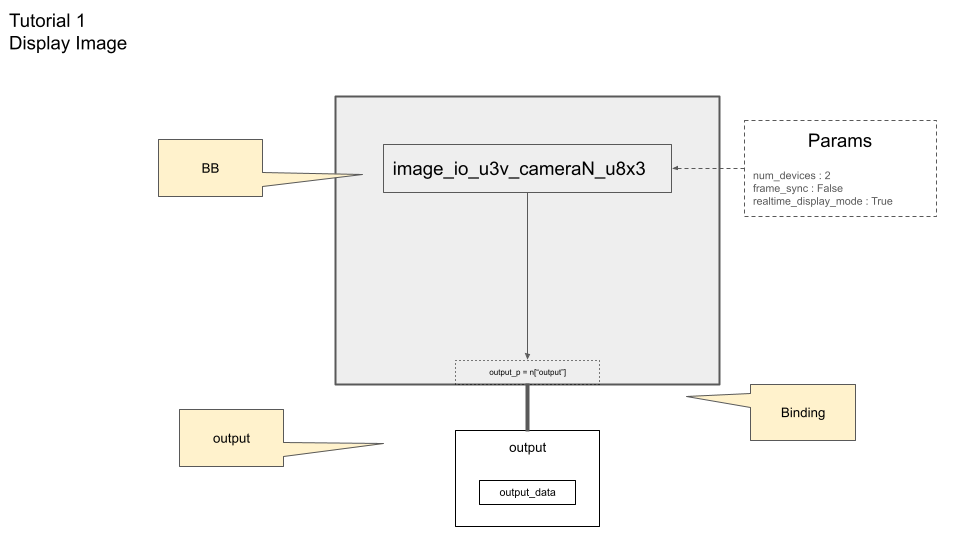 Tutorial 1
Display Image
BB
image_io_u3v_cameraN_u8x3
Params
num_devices : 2
frame_sync : False
realtime_display_mode : True
output_p = n["output"]
Binding
output
output
output_data